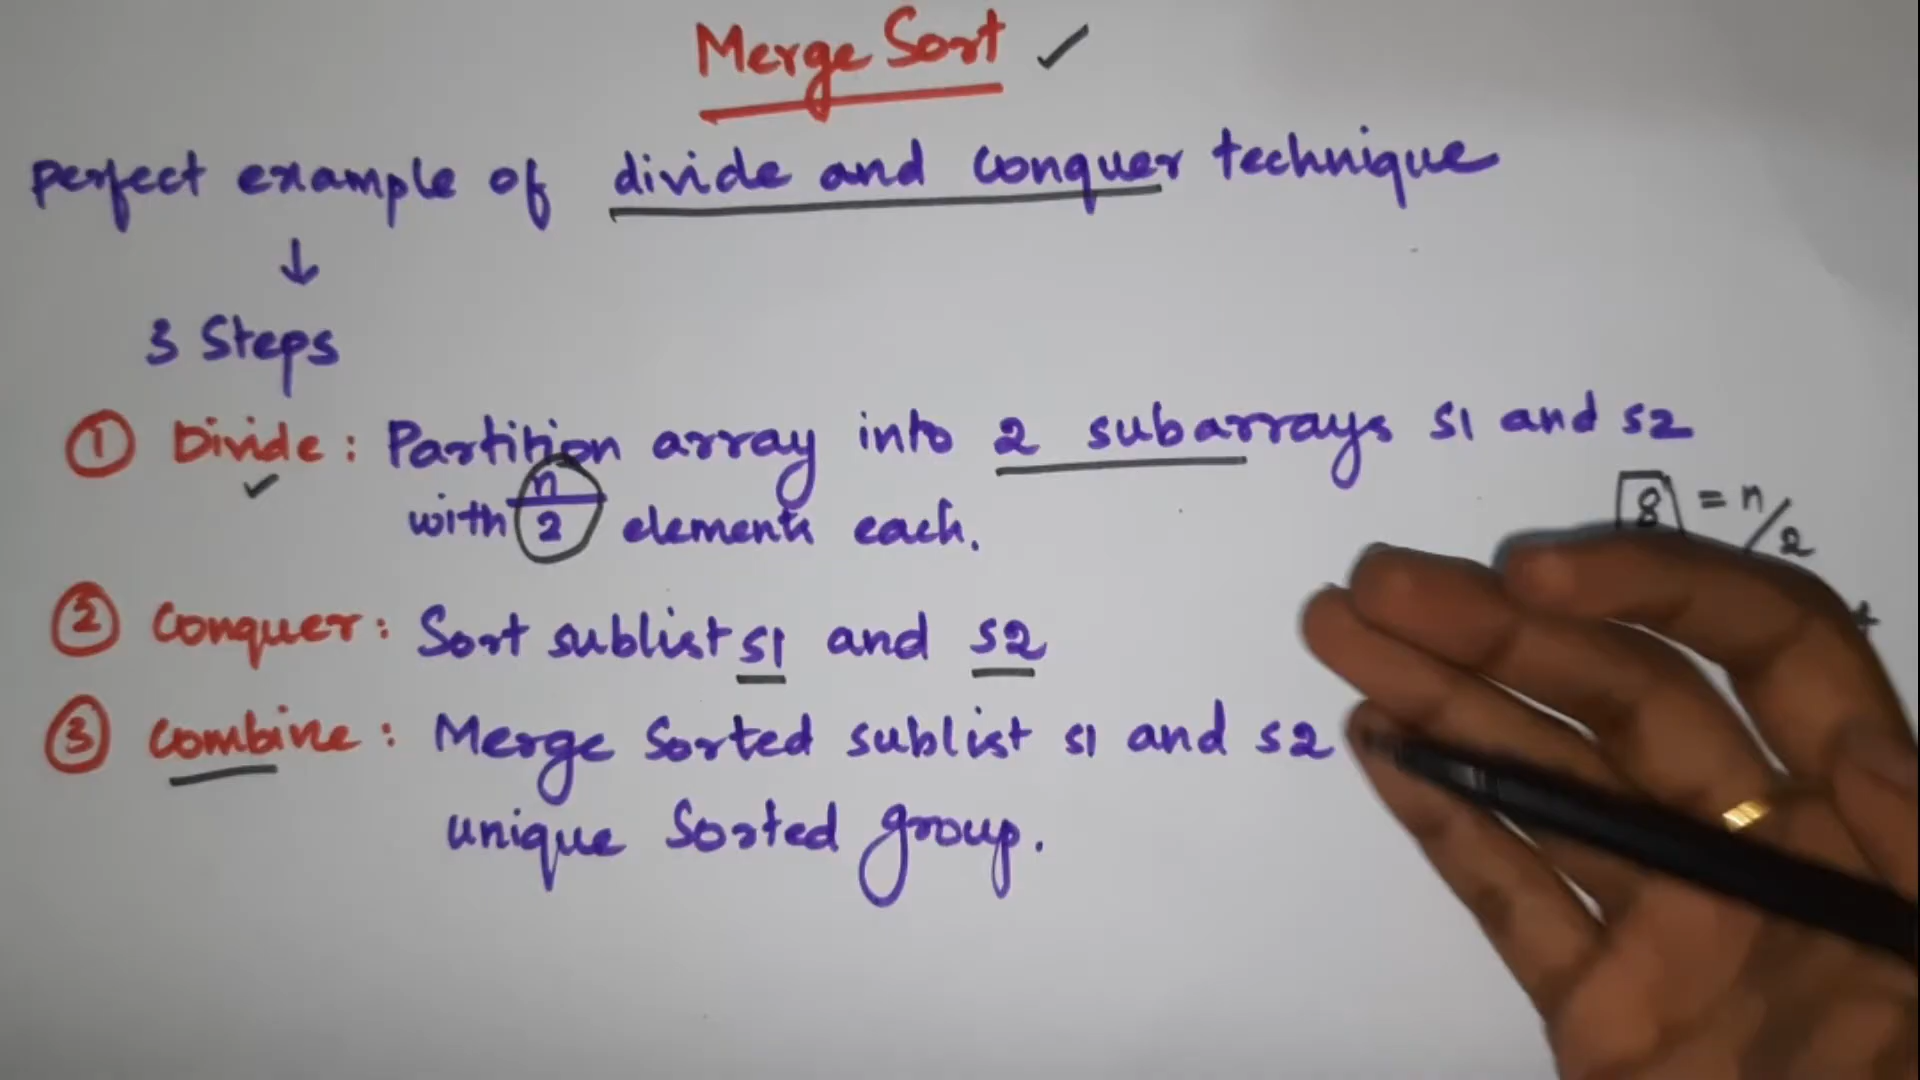 Merge Sort ✓
perfect example of divide and conquer technique
↓
3 Steps
① Divide: Partition array into 2 subarrays S1 and S2
with n/2 elements each.
8 = n/2
② Conquer: Sort sublist S1 and S2
③ Combine: Merge Sorted sublist S1 and S2
unique Sorted group.